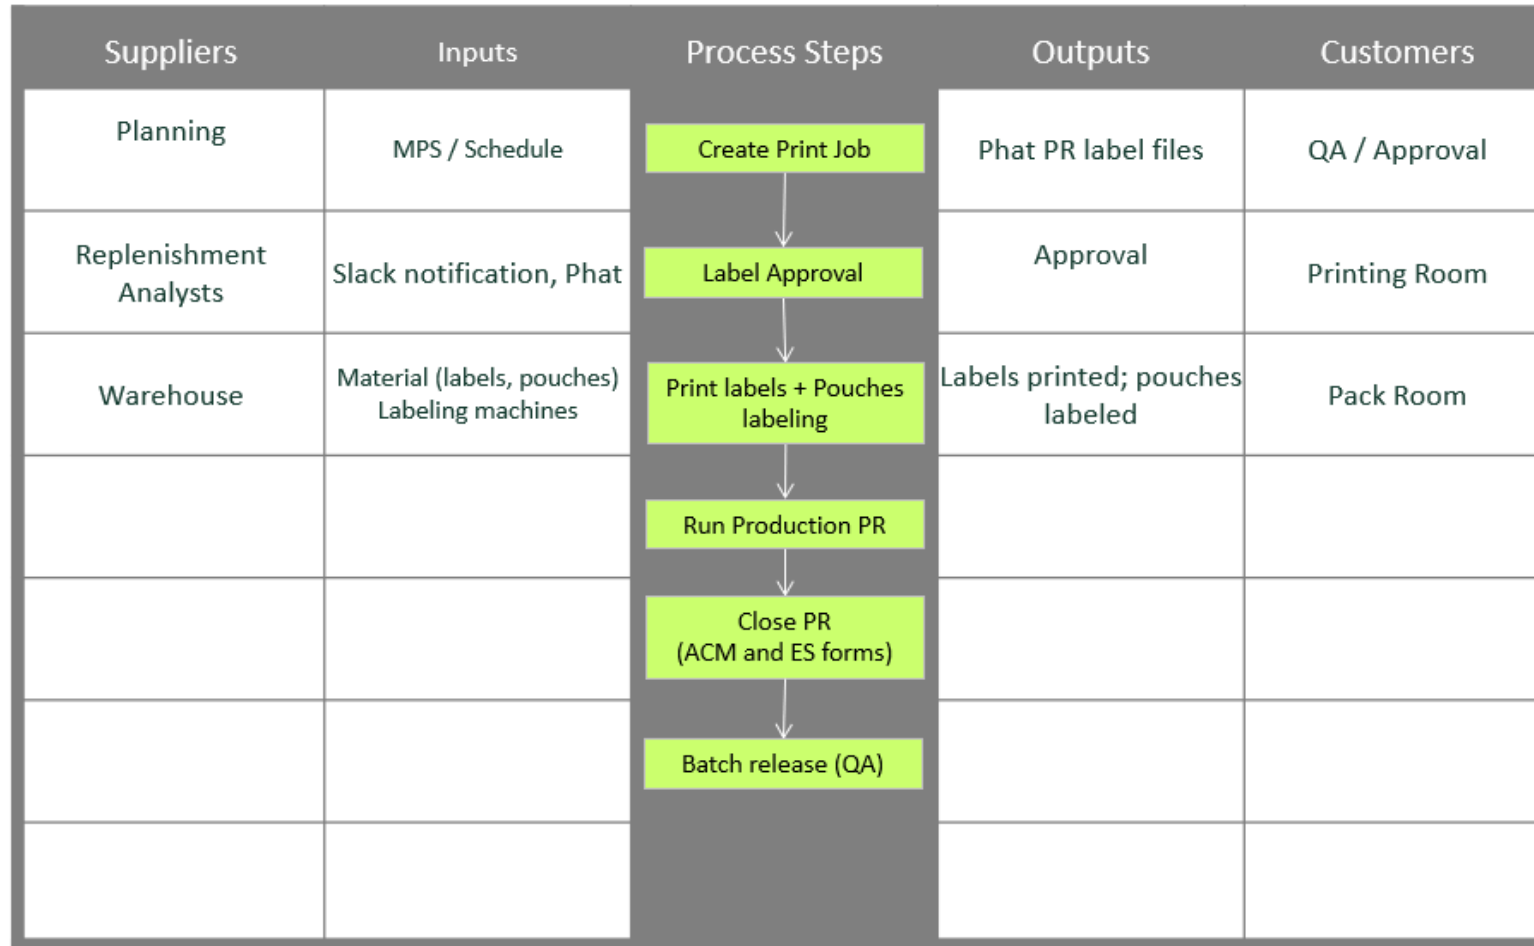 Suppliers
Inputs
Process Steps
Outputs
Customers
Planning
MPS / Schedule
Create Print Job
Phat PR label files
QA / Approval
Replenishment
Analysts
Slack notification, Phat
Label Approval
Approval
Printing Room
Warehouse
Material (labels, pouches)
Labeling machines
Print labels + Pouches
labeling
Labels printed; pouches
labeled
Pack Room
Run Production PR
Close PR
(ACM and ES forms)
Batch release (QA)